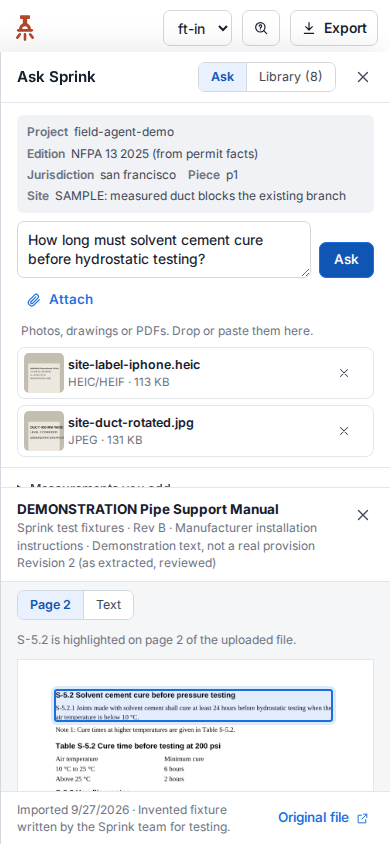 ft-in
Export
Ask Sprink
Ask
Library (8)
Project field-agent-demo
Edition NFPA 13 2025 (from permit facts)
Jurisdiction san francisco Piece p1
Site SAMPLE: measured duct blocks the existing branch
How long must solvent cement cure
before hydrostatic testing?
Ask
Attach
Photos, drawings or PDFs. Drop or paste them here.
site-label-iphone.heic
HEIC/HEIF · 113 KB
site-duct-rotated.jpg
JPEG · 131 KB
DEMONSTRATION Pipe Support Manual
Sprink test fixtures · Rev B · Manufacturer installation
instructions · Demonstration text, not a real provision
Revision 2 (as extracted, reviewed)
Page 2
Text
S-5.2 is highlighted on page 2 of the uploaded file.
S-5.2 Solvent cement cure before pressure testing
S-5.2.1 Joints made with solvent cement shall cure at least 24 hours before hydrostatic testing when the
air temperature is below 10 °C.
Note 1: Cure times at higher temperatures are given in Table S-5.2.
Table S-5.2 Cure time before testing at 200 psi
Air temperature Minimum cure
10 °C to 25 °C 6 hours
Above 25 °C 2 hours
Imported 9/27/2026 · Invented fixture
written by the Sprink team for testing.
Original file